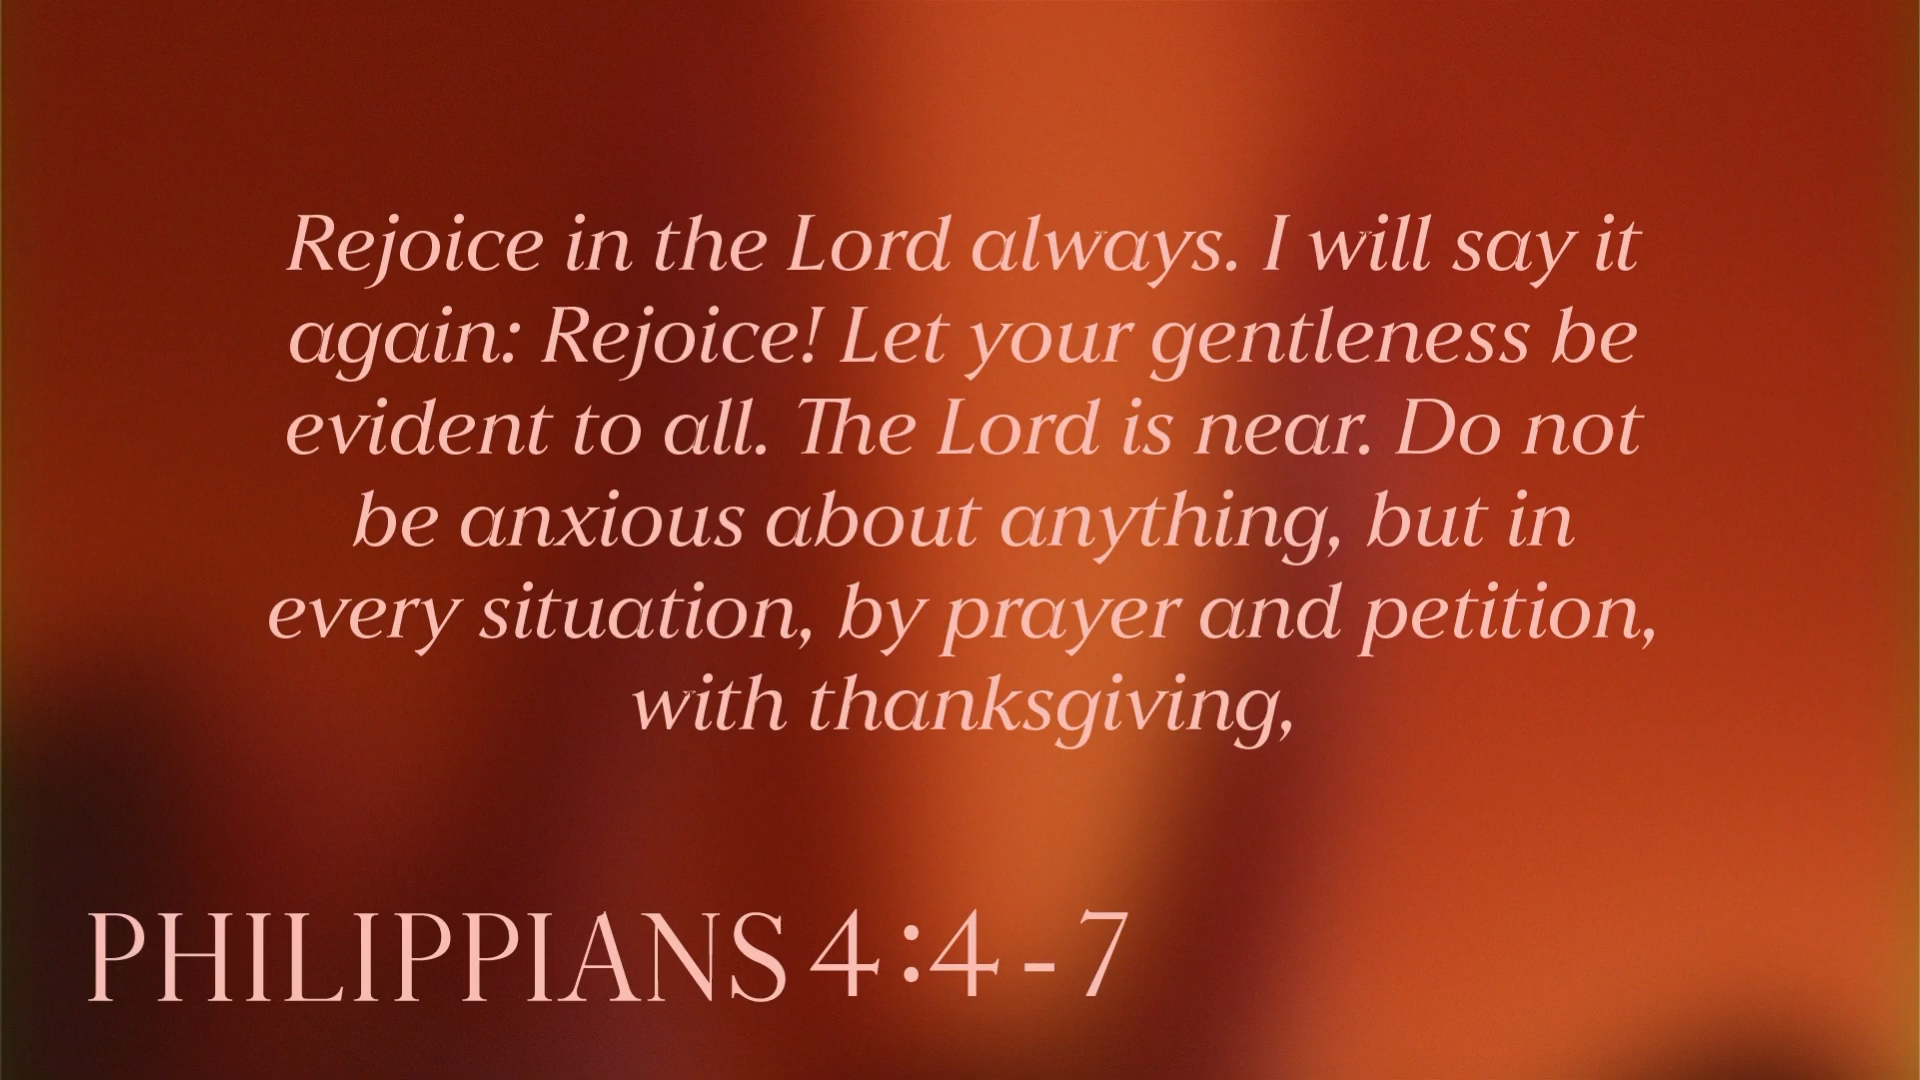 Rejoice in the Lord always. I will say it
again: Rejoice! Let your gentleness be
evident to all. The Lord is near. Do not
be anxious about anything, but in
every situation, by prayer and petition,
with thanksgiving,
PHILIPPIANS 4:4-7